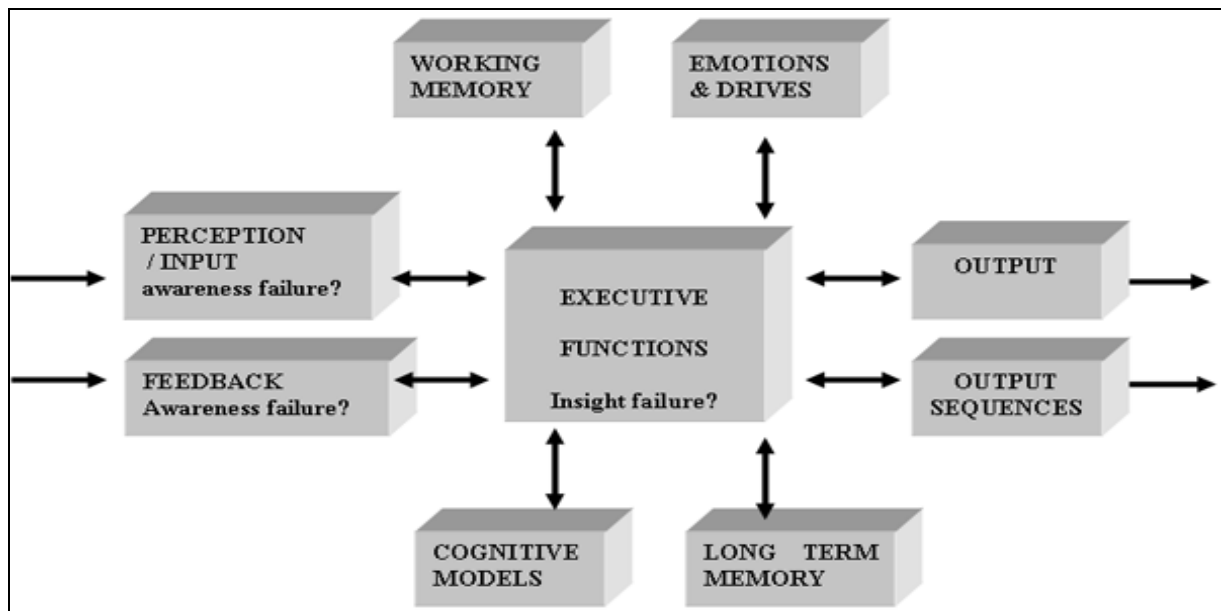 WORKING
MEMORY
EMOTIONS
& DRIVES
PERCEPTION
/ INPUT
awareness failure?
EXECUTIVE
FUNCTIONS
Insight failure?
OUTPUT
FEEDBACK
Awareness failure?
OUTPUT
SEQUENCES
COGNITIVE
MODELS
LONG TERM
MEMORY